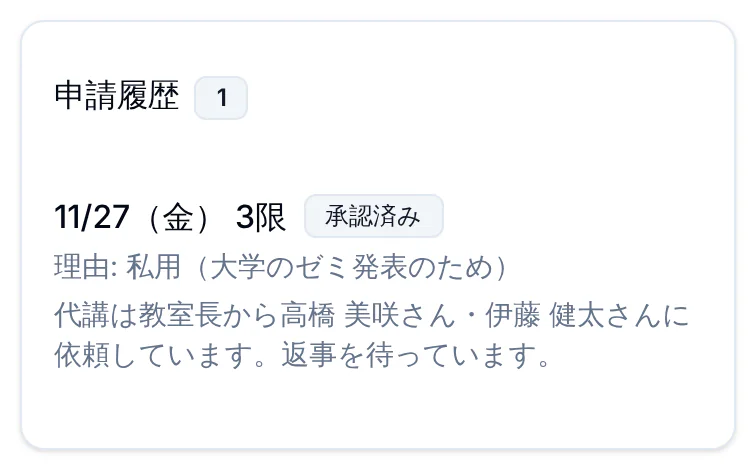 申請履歴 1
11/27（金） 3限 承認済み
理由: 私用（大学のゼミ発表のため）
代講は教室長から高橋 美咲さん・伊藤 健太さんに
依頼しています。返事を待っています。